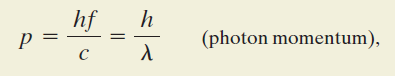 p = hf/c = h/λ (photon momentum),